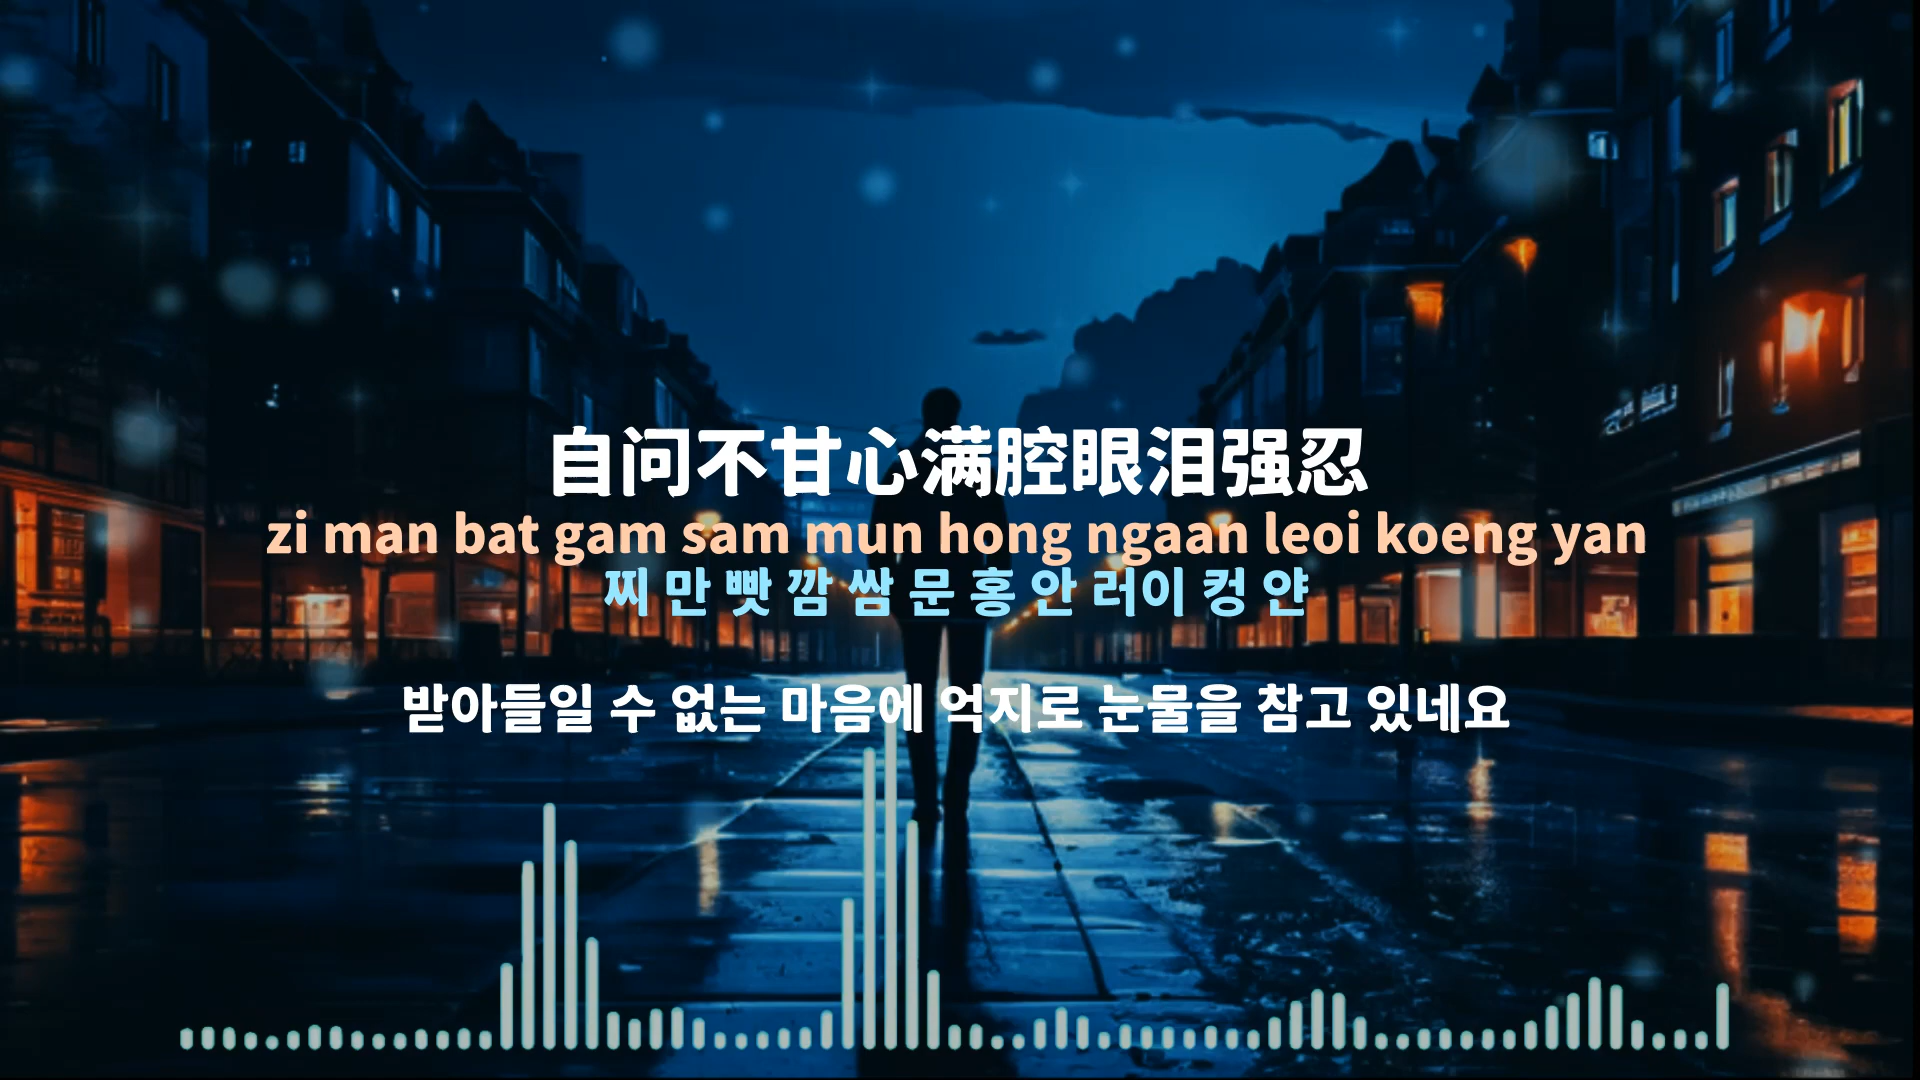 自问不甘心满腔眼泪强忍
zi man bat gam sam mun hong ngaan leoi koeng yan
찌 만 빳 깜 쌈 문 홍 안 러이 컹 얀
받아들일 수 없는 마음에 억지로 눈물을 참고 있네요